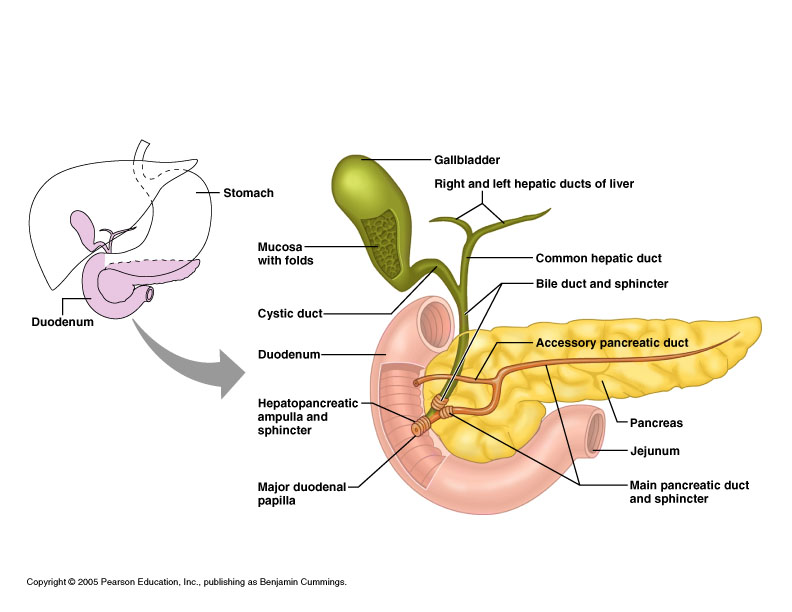 Stomach
Duodenum
Gallbladder
Right and left hepatic ducts of liver
Mucosa
with folds
Common hepatic duct
Bile duct and sphincter
Cystic duct
Accessory pancreatic duct
Duodenum
Hepatopancreatic
ampulla and
sphincter
Pancreas
Jejunum
Major duodenal
papilla
Main pancreatic duct
and sphincter
Copyright © 2005 Pearson Education, Inc., publishing as Benjamin Cummings.